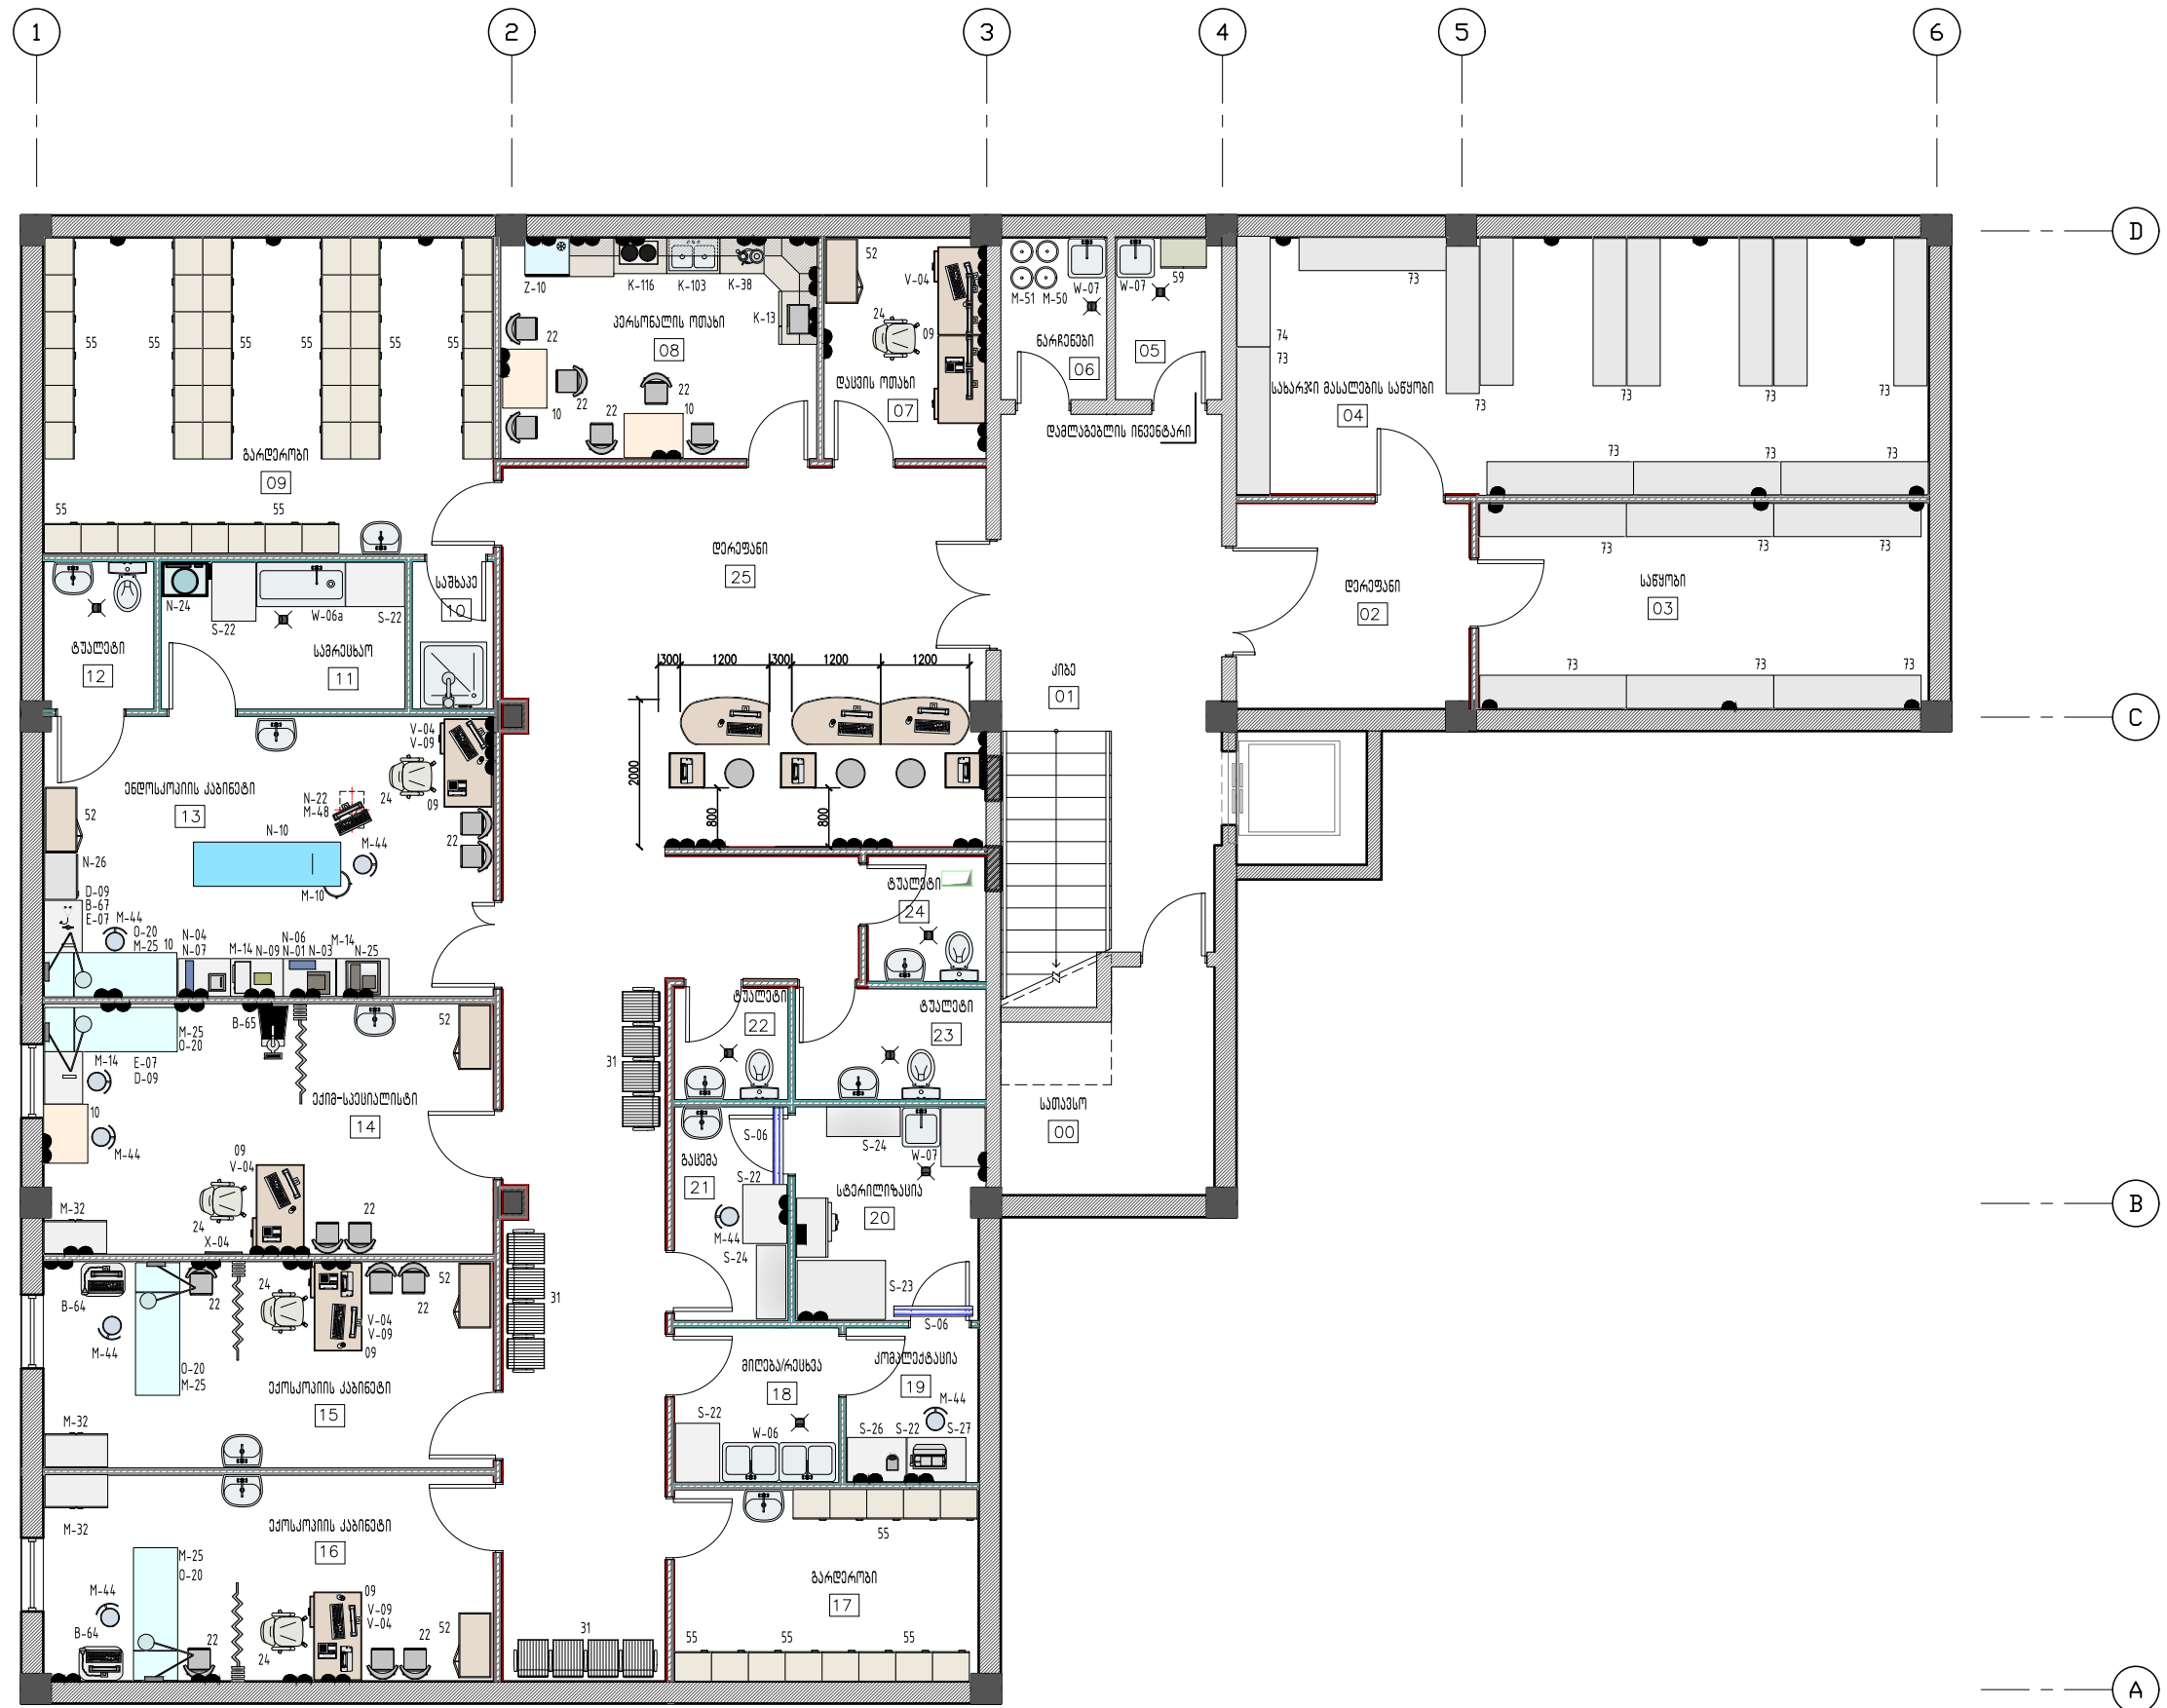 1 2 3 4 5 6
D
C
B
A
55 55 55 55 55 55
გარდერობი
09
55 55
Z-10 K-116 K-103 K-38
K-13
პერსონალის ოთახი
08
22
22
10
22
22
10
52
V-04
24
09
დაცვის ოთახი
07
M-51 M-50
W-07
W-07
59
ნარჩენები
06
05
დამლაგებლის ინვენტარი
73
74
73
სახარჯი მასალების საწყობი
04
73 73 73 73
73 73 73
73 73 73
საწყობი
03
73 73 73
დერეფანი
02
დერეფანი
25
კიბე
01
საშხაპე
10
N-24
S-22
W-06a
S-22
სამრეცხაო
11
ტუალეტი
12
300 1200 300 1200 1200
2000
800 800
V-04
V-09
24
09
22
ენდოსკოპიის კაბინეტი
13
N-22
M-48
N-10
M-44
M-10
52
N-26
D-09
B-67
E-07
M-44
O-20
M-25
10
N-04
N-07
M-14
N-09
N-06
N-01
N-03
M-14
N-25
ტუალეტი
24
ტუალეტი
22
ტუალეტი
23
31
B-65
52
M-25
O-20
M-14
E-07
D-09
ექიმ-სპეციალისტი
14
10
M-44
09
V-04
24
22
X-04
M-32
სათავსო
00
S-06
S-24
W-07
გაცემა
21
S-22
M-44
S-24
სტერილიზაცია
20
S-23
S-06
B-64
M-44
22
24
V-04
V-09
09
22
52
O-20
M-25
ექოსკოპიის კაბინეტი
15
M-32
31
მიღება/რეცხვა
18
S-22
W-06
კომპლექტაცია
19
M-44
S-26 S-22 S-27
M-32
ექოსკოპიის კაბინეტი
16
M-25
O-20
M-44
B-64
22
24
09
V-09
V-04
22
52
31
55
გარდერობი
17
55 55 55